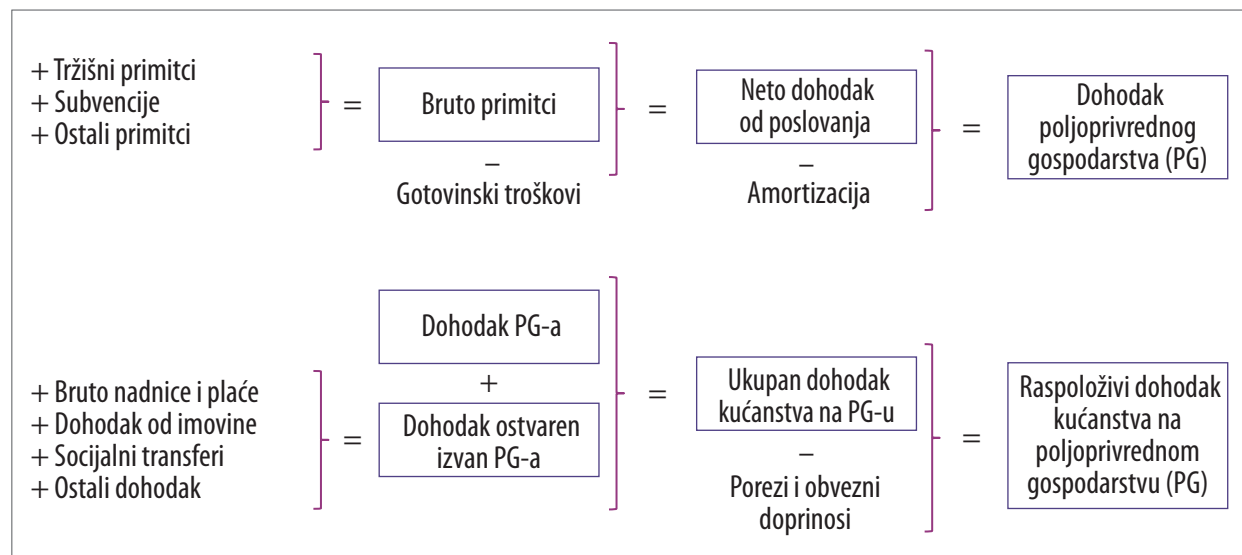 + Tržišni primitci
+ Subvencije
+ Ostali primitci
=
Bruto primitci
–
Gotovinski troškovi
=
Neto dohodak
od poslovanja
–
Amortizacija
=
Dohodak
poljoprivrednog
gospodarstva (PG)
+ Bruto nadnice i plaće
+ Dohodak od imovine
+ Socijalni transferi
+ Ostali dohodak
=
Dohodak PG-a
+
Dohodak ostvaren
izvan PG-a
=
Ukupan dohodak
kućanstva na PG-u
–
Porezi i obvezni
doprinosi
=
Raspoloživi dohodak
kućanstva na
poljoprivrednom
gospodarstvu (PG)